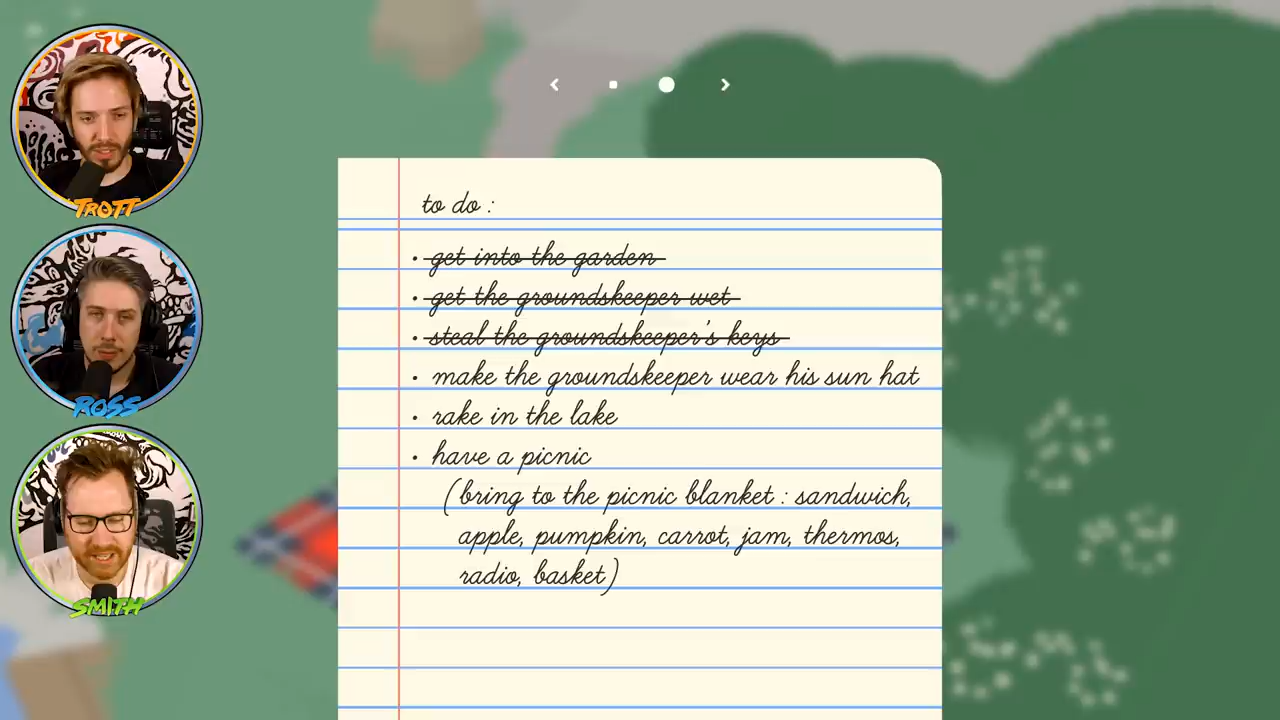 TROTT
ROSS
SMITH
to do :
• get into the garden
• get the groundskeeper wet
• steal the groundskeeper's keys
• make the groundskeeper wear his sun hat
• rake in the lake
• have a picnic
(bring to the picnic blanket : sandwich,
apple, pumpkin, carrot, jam, thermos,
radio, basket)